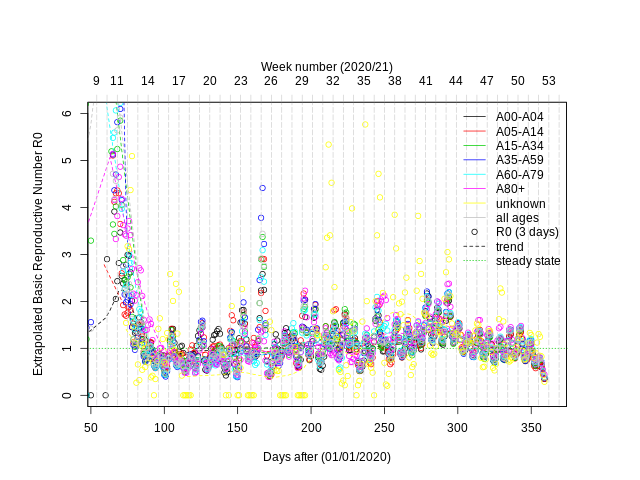 Week number (2020/21)
9 11 14 17 20 23 26 29 32 35 38 41 44 47 50 53
Extrapolated Basic Reproductive Number R0
6
5
4
3
2
1
0
A00-A04
A05-A14
A15-A34
A35-A59
A60-A79
A80+
unknown
all ages
R0 (3 days)
trend
steady state
50 100 150 200 250 300 350
Days after (01/01/2020)